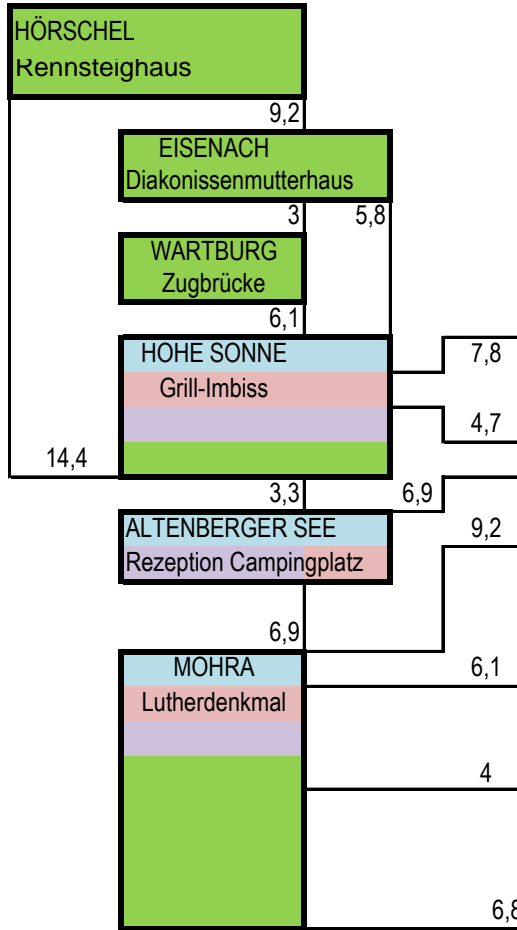 HÖRSCHEL
Rennsteighaus
9,2
EISENACH
Diakonissenmutterhaus
3
5,8
WARTBURG
Zugbrücke
6,1
HOHE SONNE
7,8
Grill-Imbiss
4,7
14,4
3,3
6,9
ALTENBERGER SEE
9,2
Rezeption Campingplatz
6,9
MOHRA
6,1
Lutherdenkmal
4
6,8